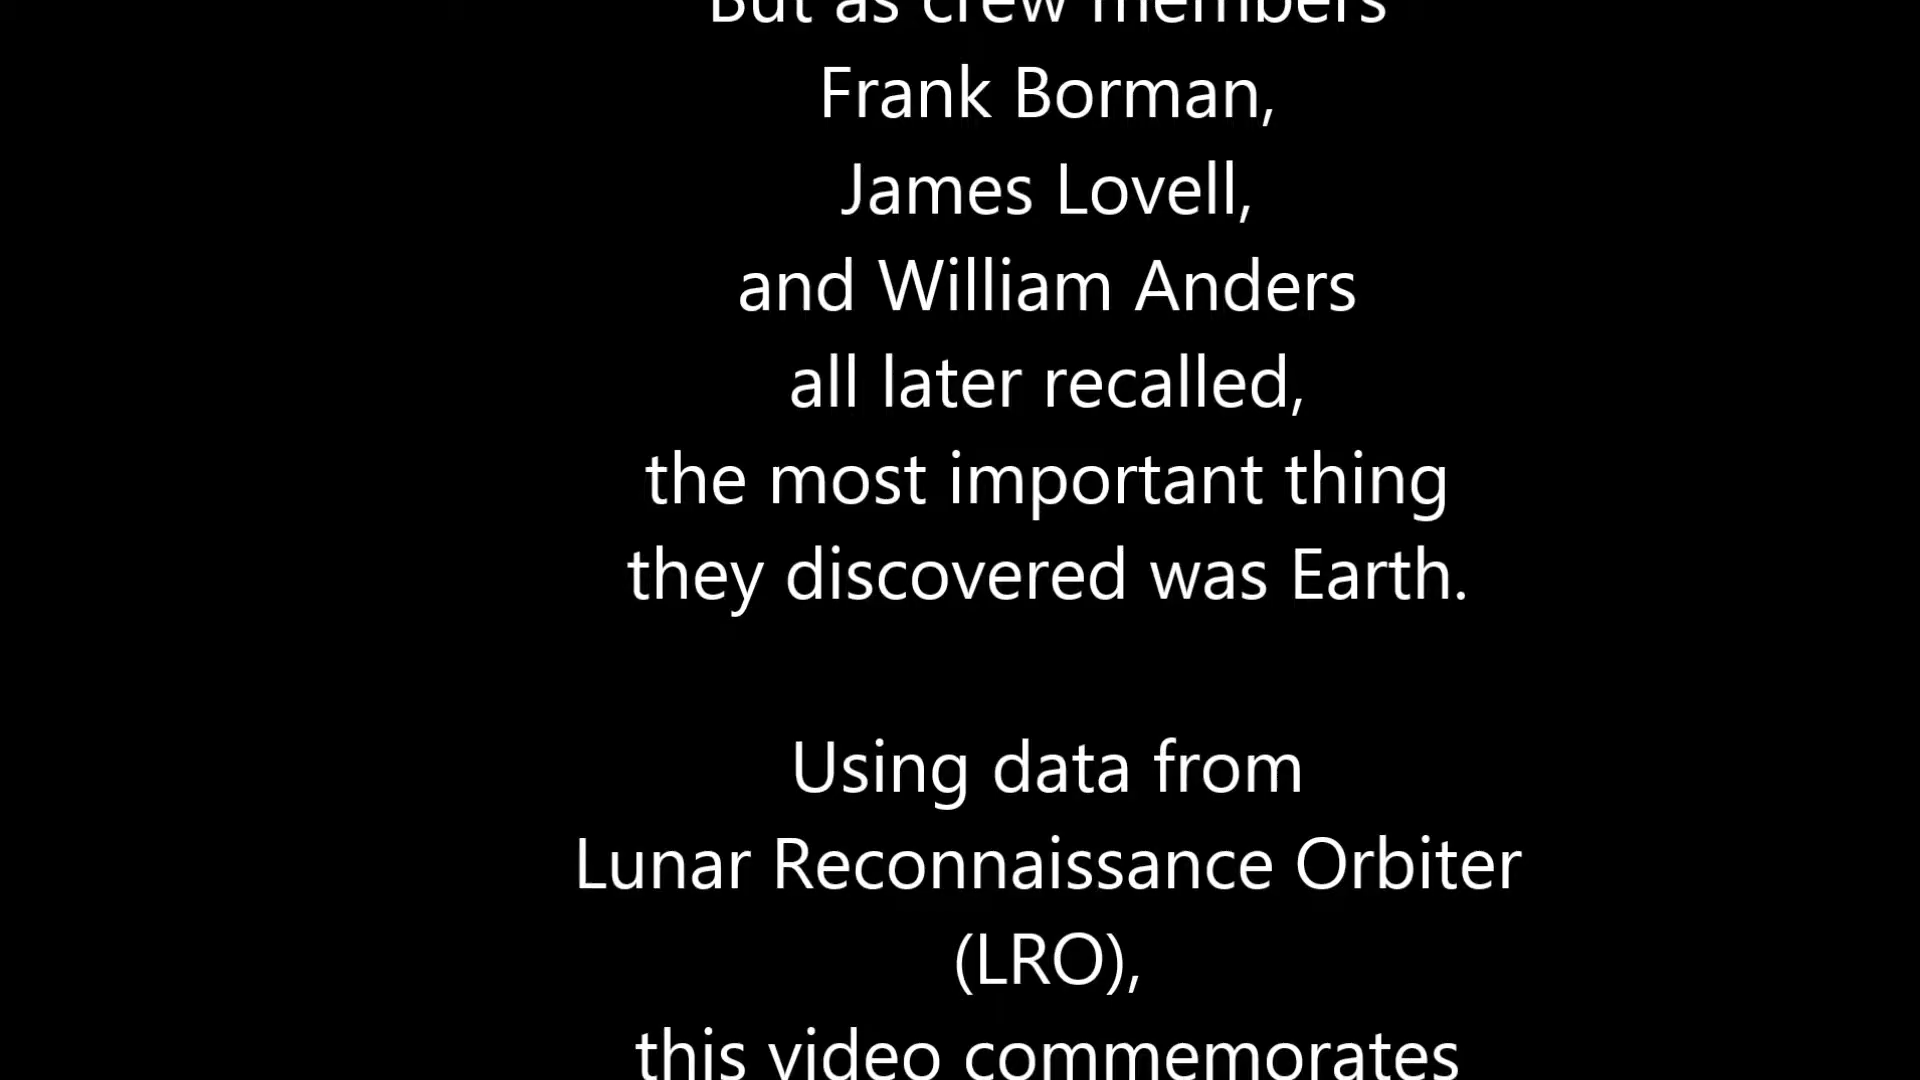 But as crew members
Frank Borman,
James Lovell,
and William Anders
all later recalled,
the most important thing
they discovered was Earth.
Using data from
Lunar Reconnaissance Orbiter
(LRO),
this video commemorates